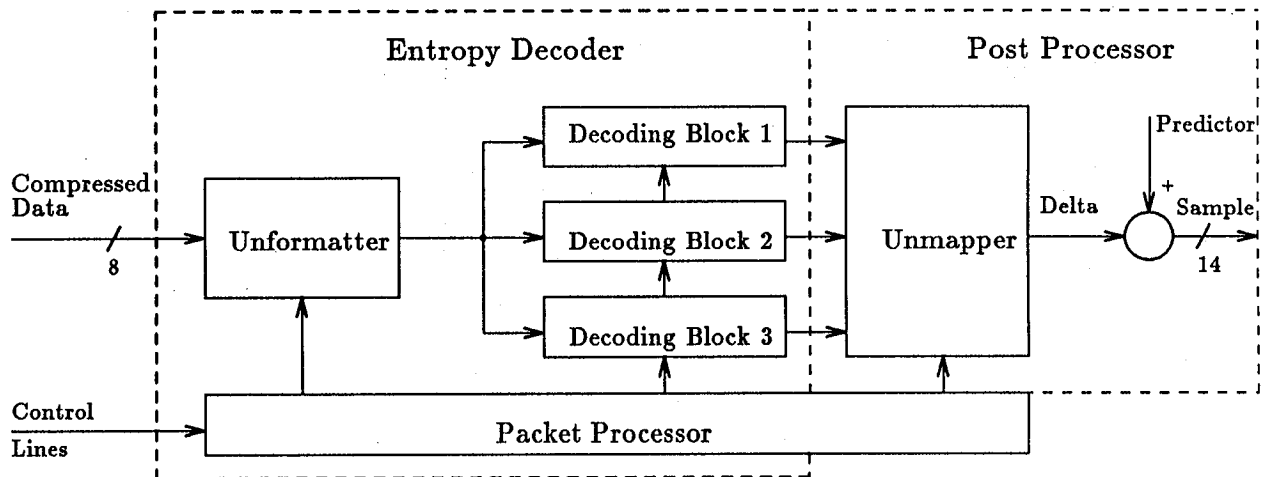 Entropy Decoder
Post Processor
Decoding Block 1
Predictor
Compressed
Data
8
Unformatter
Decoding Block 2
Unmapper
Delta
+
Sample
14
Decoding Block 3
Control
Lines
Packet Processor